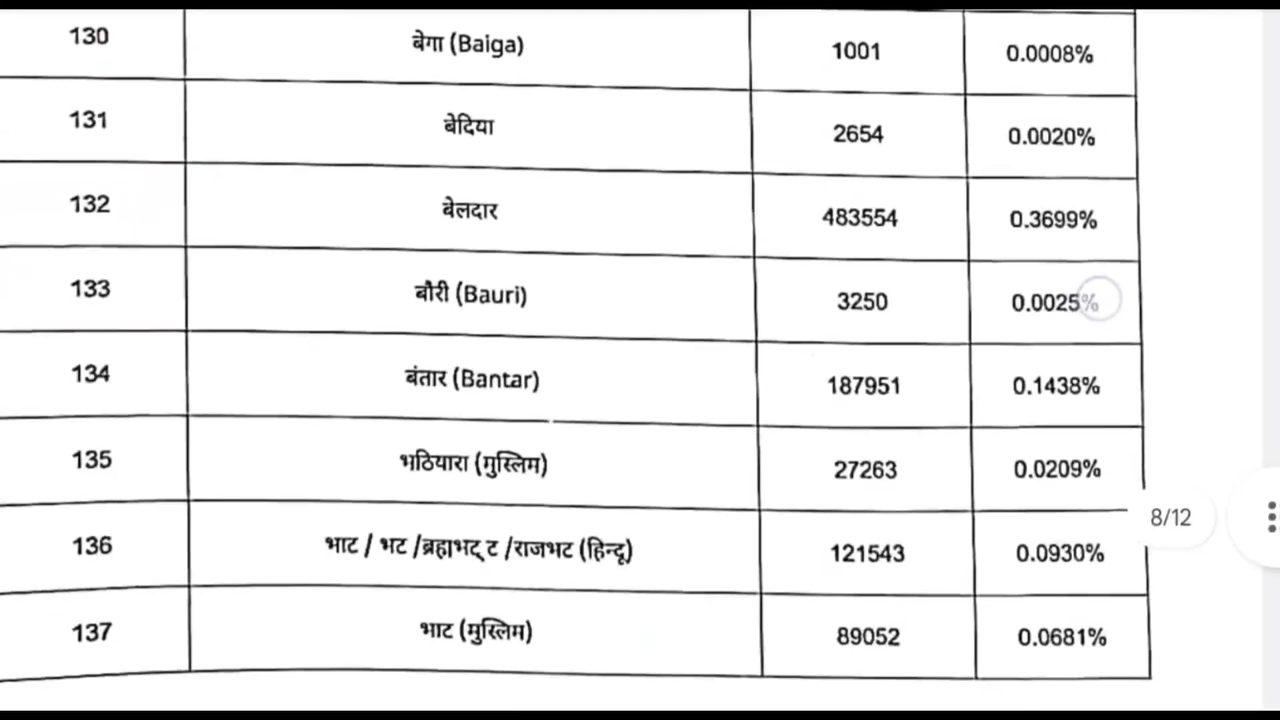 130 बेगा (Baiga) 1001 0.0008%
131 बेदिया 2654 0.0020%
132 बेलदार 483554 0.3699%
133 बौरी (Bauri) 3250 0.0025%
134 बंतार (Bantar) 187951 0.1438%
135 भठियारा (मुस्लिम) 27263 0.0209%
8/12
136 भाट / भट /ब्रहाभट् ट /राजभट (हिन्दू) 121543 0.0930%
137 भाट (मुस्लिम) 89052 0.0681%